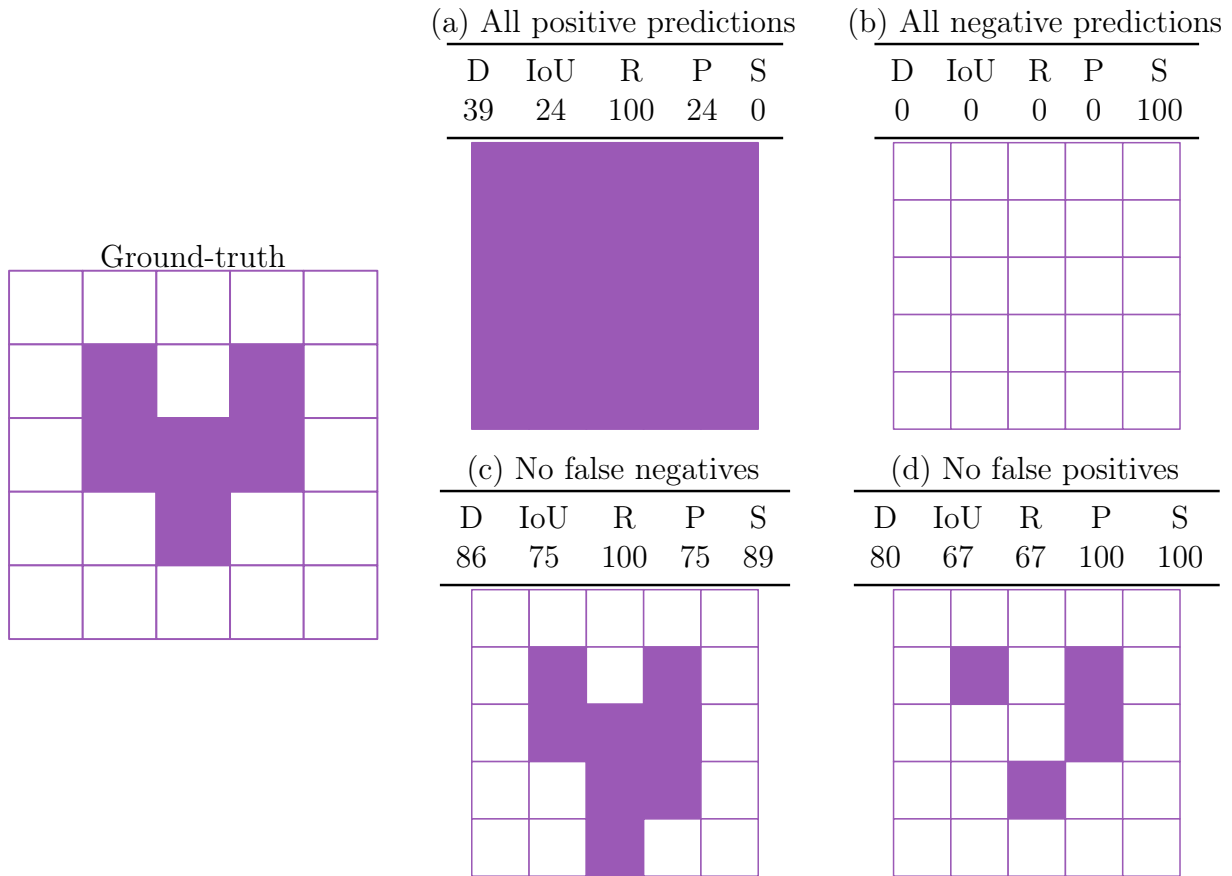 (a) All positive predictions
D IoU R P S
39 24 100 24 0
(b) All negative predictions
D IoU R P S
0 0 0 0 100
Ground-truth
(c) No false negatives
D IoU R P S
86 75 100 75 89
(d) No false positives
D IoU R P S
80 67 67 100 100